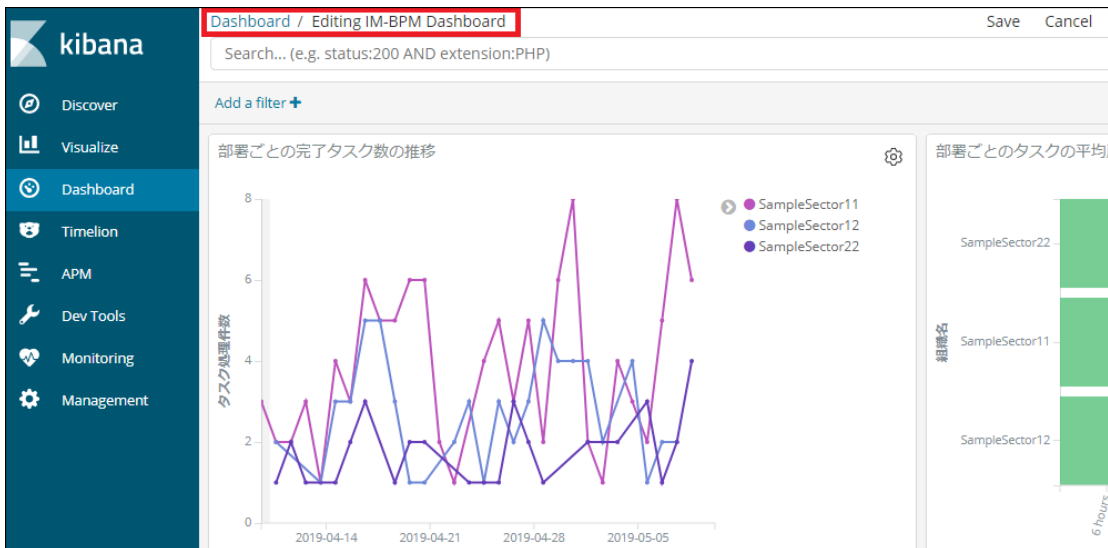 Dashboard / Editing IM-BPM Dashboard
Save Cancel
kibana
Search... (e.g. status:200 AND extension:PHP)
Discover
Visualize
Dashboard
Timelion
APM
Dev Tools
Monitoring
Management
Add a filter +
部署ごとの完了タスク数の推移
タスク処理件数
8
6
4
2
0
2019-04-14 2019-04-21 2019-04-28 2019-05-05
SampleSector11
SampleSector12
SampleSector22
部署ごとのタスクの平均
組織名
SampleSector22
SampleSector11
SampleSector12
6 hours